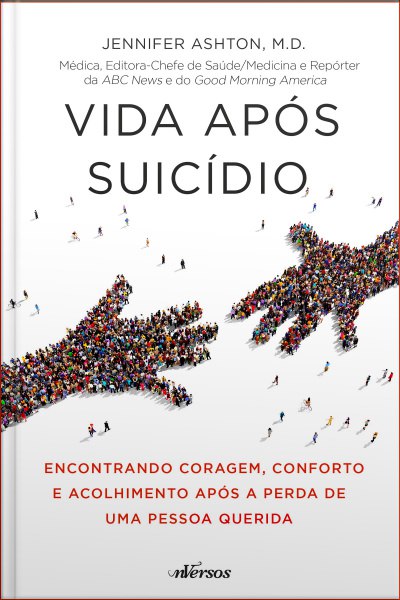 JENNIFER ASHTON, M.D.
Médica, Editora-Chefe de Saúde/Medicina e Repórter
da ABC News e do Good Morning America
VIDA APÓS
SUICÍDIO
ENCONTRANDO CORAGEM, CONFORTO
E ACOLHIMENTO APÓS A PERDA DE
UMA PESSOA QUERIDA
nVersos